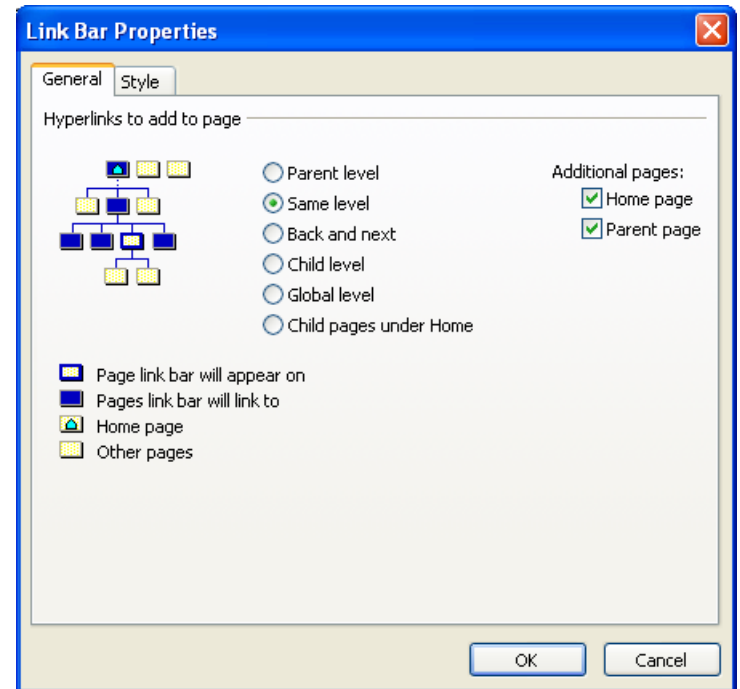 Link Bar Properties
General Style
Hyperlinks to add to page
Parent level
Same level
Back and next
Child level
Global level
Child pages under Home
Additional pages:
Home page
Parent page
Page link bar will appear on
Pages link bar will link to
Home page
Other pages
OK Cancel